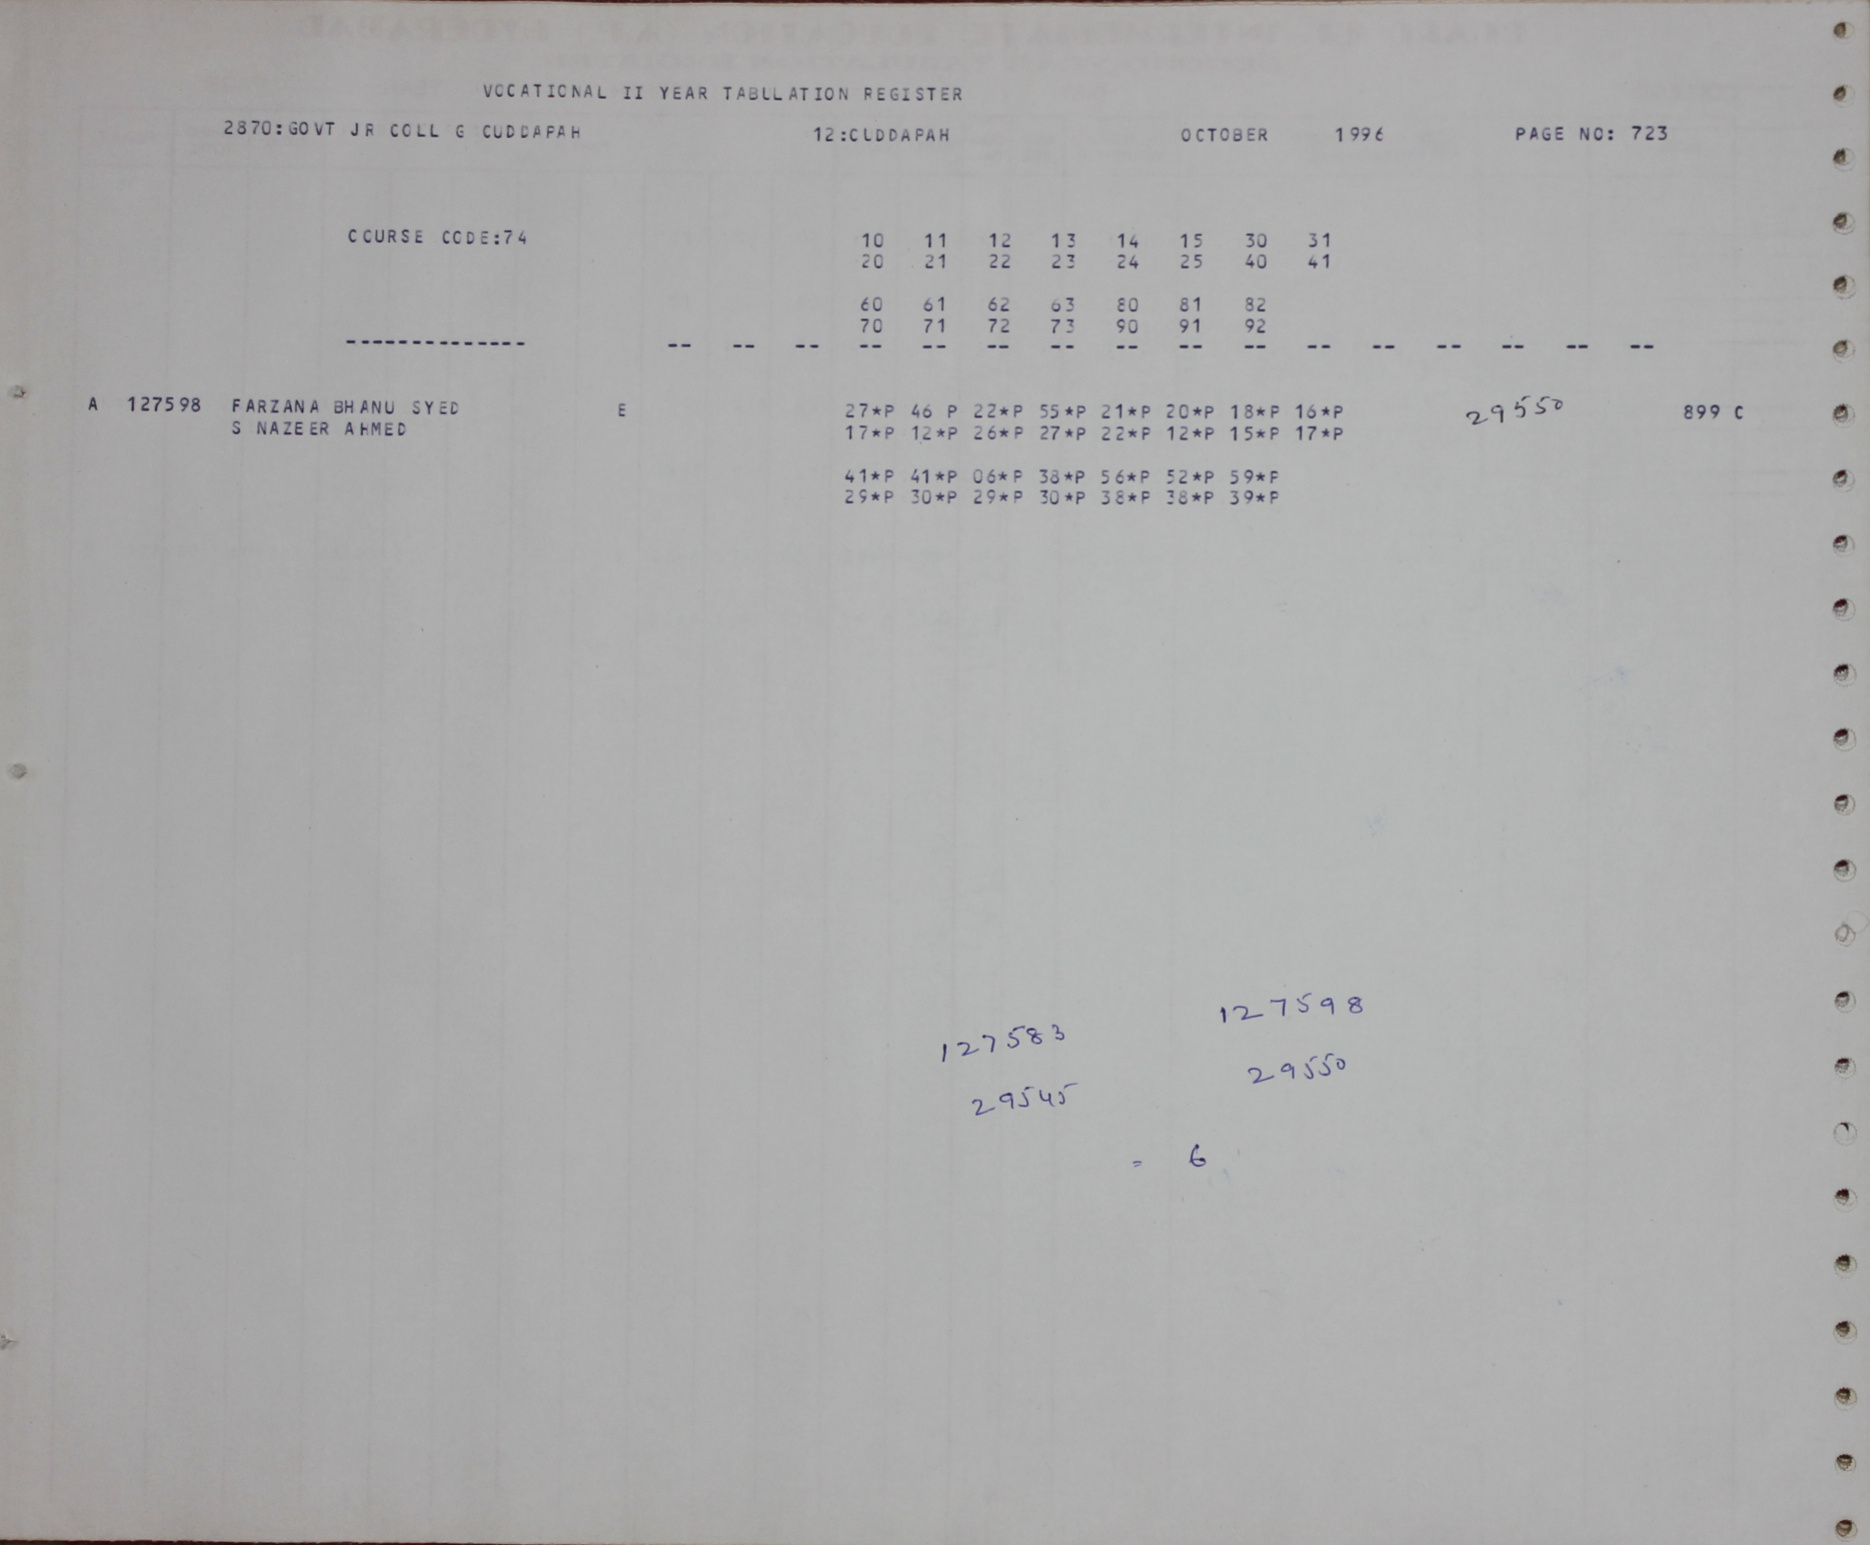 VOCATIONAL II YEAR TABULATION REGISTER
2870:GOVT JR COLL G CUDDAPAH 12:CUDDAPAH OCTOBER 1996 PAGE NO: 723
COURSE CODE:74 10 11 12 13 14 15 30 31
20 21 22 23 24 25 40 41
60 61 62 63 80 81 82
70 71 72 73 90 91 92
-------------- -- -- -- -- -- -- -- -- -- -- -- -- -- -- -- --
A 127598 FARZANA BHANU SYED E 27*P 46 P 22*P 55*P 21*P 20*P 18*P 16*P 29550 899 C
S NAZEER AHMED 17*P 12*P 26*P 27*P 22*P 12*P 15*P 17*P
41*P 41*P 06*P 38*P 56*P 52*P 59*P
29*P 30*P 29*P 30*P 38*P 38*P 39*P
127583 127598
29545 29550
= 6